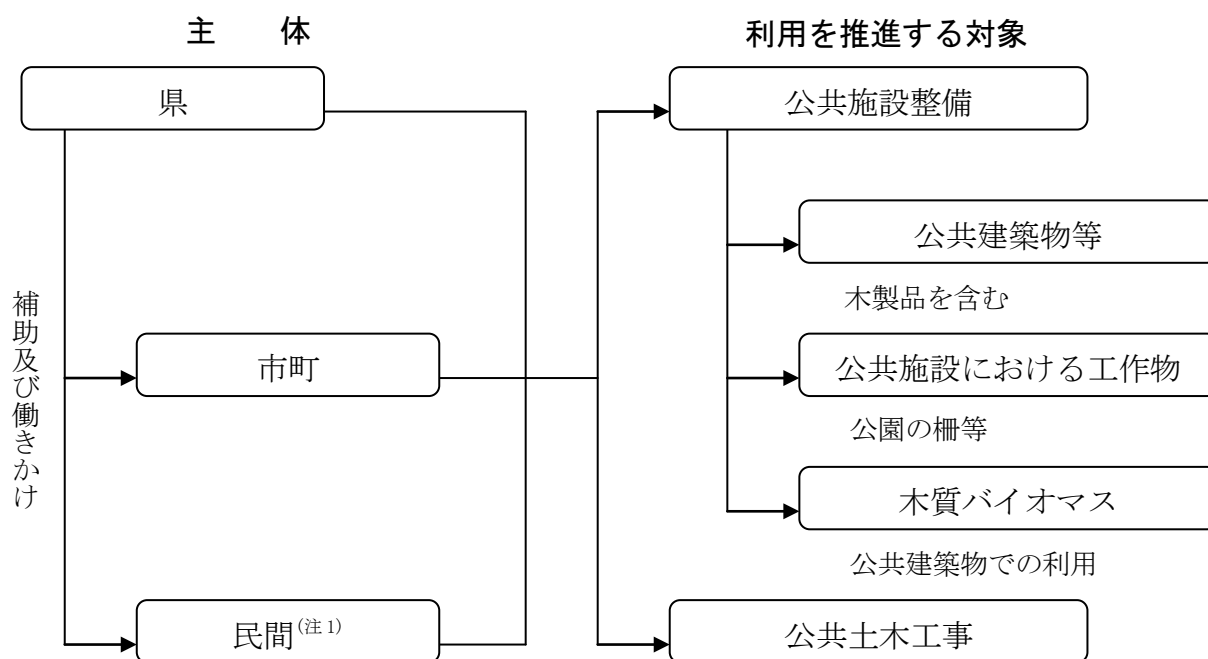 主　体
利用を推進する対象
県
公共施設整備
公共建築物等
木製品を含む
補助及び働きかけ
市町
公共施設における工作物
公園の柵等
木質バイオマス
公共建築物での利用
民間(注1)
公共土木工事